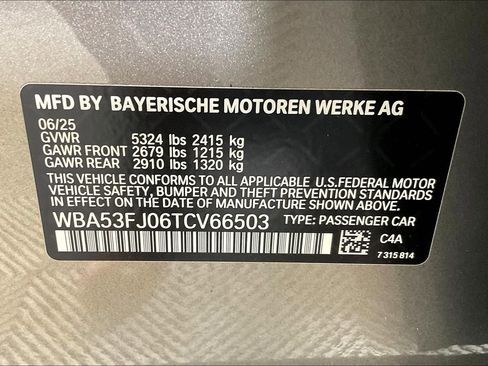 MFD BY BAYERISCHE MOTOREN WERKE AG
06/25
GVWR 5324 lbs 2415 kg
GAWR FRONT 2679 lbs 1215 kg
GAWR REAR 2910 lbs 1320 kg
THIS VEHICLE CONFORMS TO ALL APPLICABLE U.S.FEDERAL MOTOR
VEHICLE SAFETY, BUMPER AND THEFT PREVENTION STANDARDS
IN EFFECT ON THE DATE OF MANUFACTURE SHOWN ABOVE.
WBA53FJ06TCV66503 TYPE: PASSENGER CAR
C4A
7 315 814